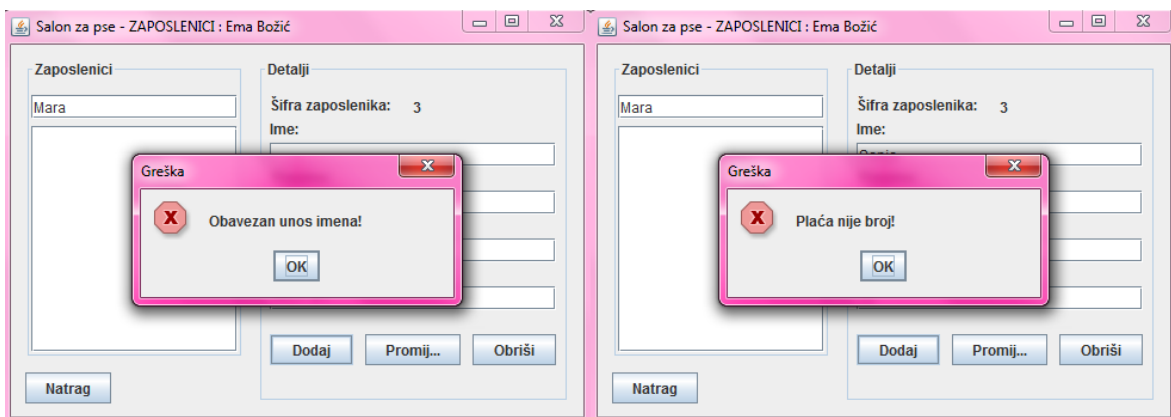 Salon za pse - ZAPOSLENICI : Ema Božić
Zaposlenici
Detalji
Mara
Šifra zaposlenika: 3
Ime:
Greška
Obavezan unos imena!
OK
Dodaj
Promij...
Obriši
Natrag
Salon za pse - ZAPOSLENICI : Ema Božić
Zaposlenici
Detalji
Mara
Šifra zaposlenika: 3
Ime:
Greška
Plaća nije broj!
OK
Dodaj
Promij...
Obriši
Natrag